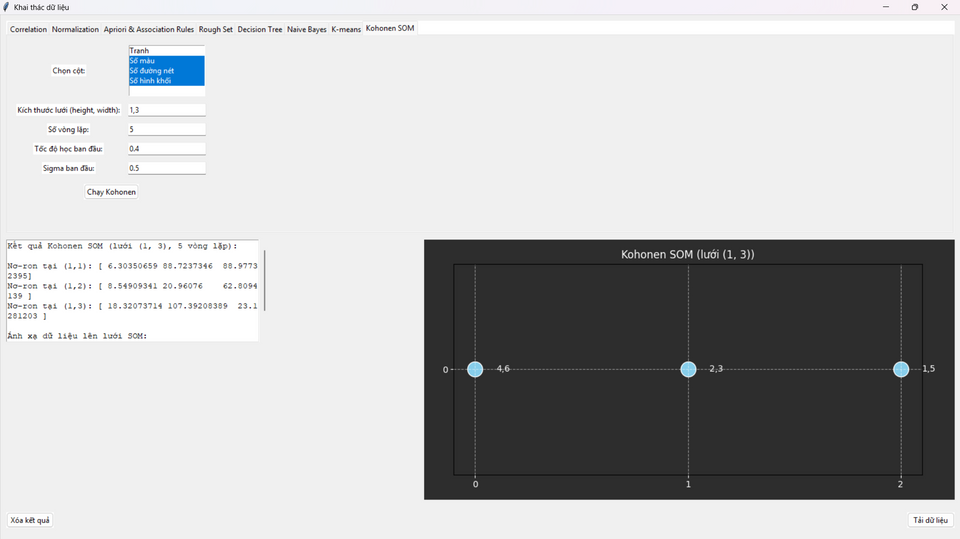 Khai thác dữ liệu
Correlation Normalization Apriori & Association Rules Rough Set Decision Tree Naive Bayes K-means Kohonen SOM
Chọn cột:
Tranh
Số màu
Số đường nét
Số hình khối
Kích thước lưới (height, width): 1,3
Số vòng lặp: 5
Tốc độ học ban đầu: 0.4
Sigma ban đầu: 0.5
Chạy Kohonen
Kết quả Kohonen SOM (lưới (1, 3), 5 vòng lặp):
Nơ-ron tại (1,1): [ 6.30350659 88.7237346  88.9773
2395]
Nơ-ron tại (1,2): [ 8.54909341 20.96076    62.8094
139 ]
Nơ-ron tại (1,3): [ 18.32073714 107.39208389  23.1
281203 ]
Ánh xạ dữ liệu lên lưới SOM:
Kohonen SOM (lưới (1, 3))
0 4,6 2,3 1,5
0 1 2
Xóa kết quả
Tải dữ liệu